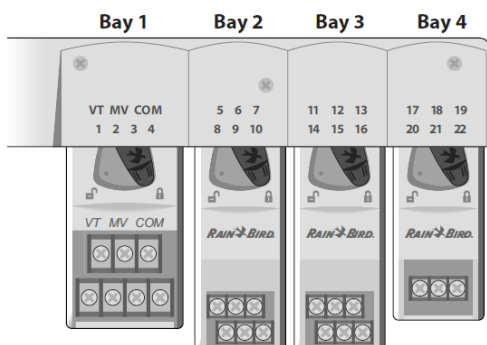 Bay 1 Bay 2 Bay 3 Bay 4
VT MV COM 5 6 7 11 12 13 17 18 19
1 2 3 4 8 9 10 14 15 16 20 21 22
VT MV COM
RAIN BIRD. RAIN BIRD. RAIN BIRD.